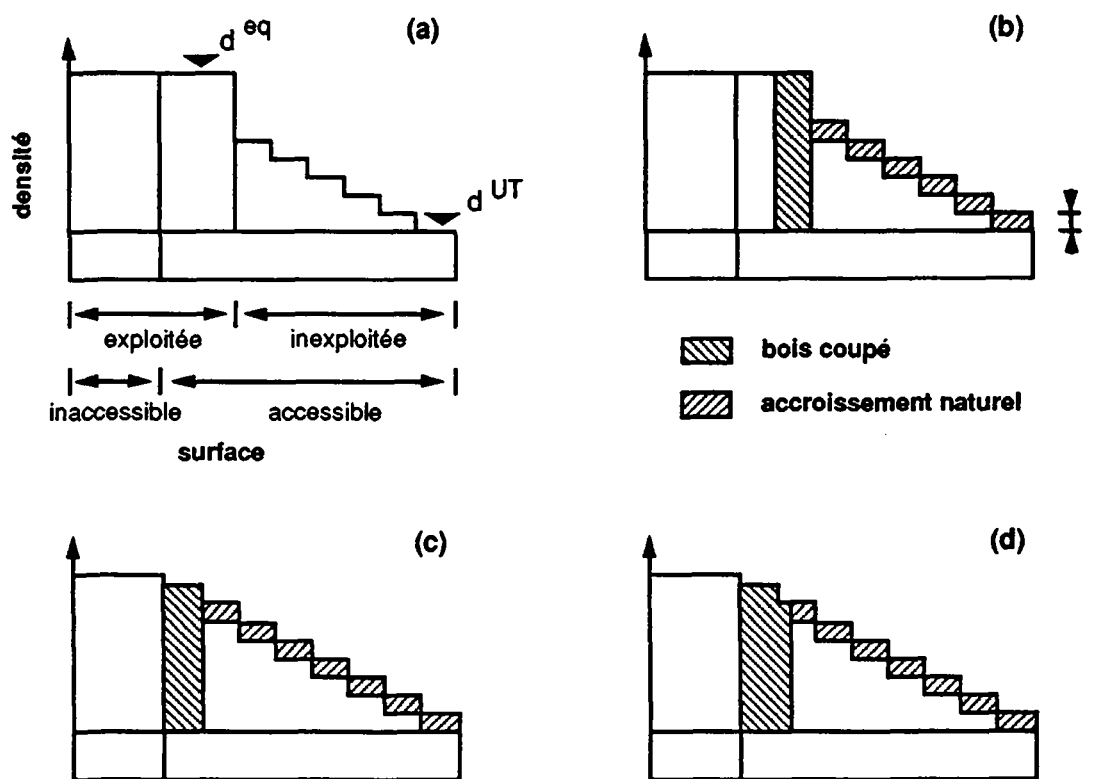 (a)
d eq
densité
d UT
exploitée
inexploitée
inaccessible
accessible
surface
(b)
bois coupé
accroissement naturel
(c)
(d)